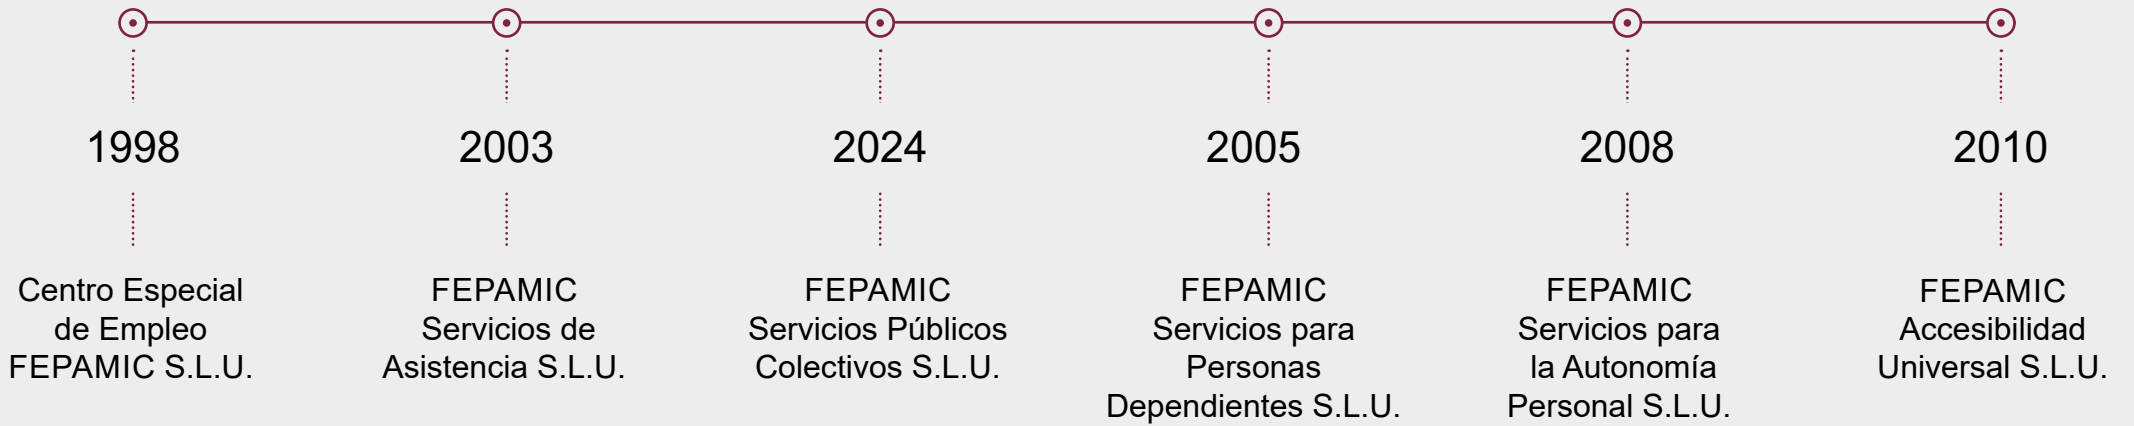 1998
2003
2024
2005
2008
2010
Centro Especial
de Empleo
FEPAMIC S.L.U.
FEPAMIC
Servicios de
Asistencia S.L.U.
FEPAMIC
Servicios Públicos
Colectivos S.L.U.
FEPAMIC
Servicios para
Personas
Dependientes S.L.U.
FEPAMIC
Servicios para
la Autonomía
Personal S.L.U.
FEPAMIC
Accesibilidad
Universal S.L.U.